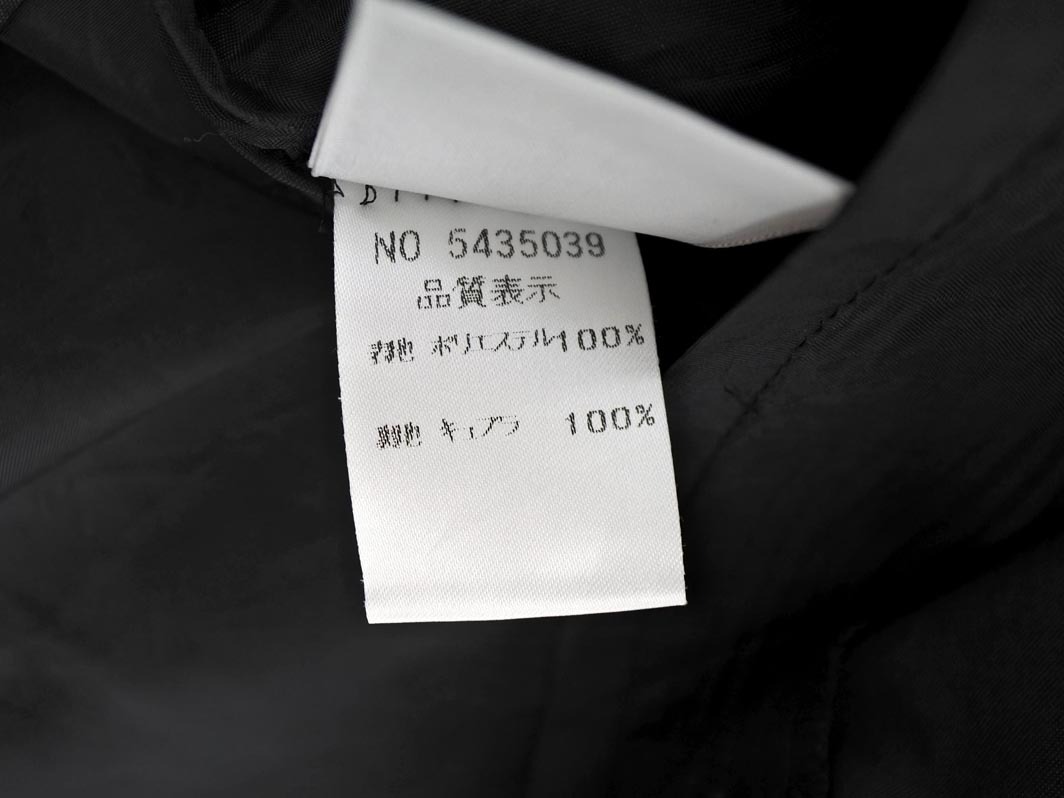 NO 5435039
品質表示
表地 ポリエステル100%
裏地 キュプラ 100%